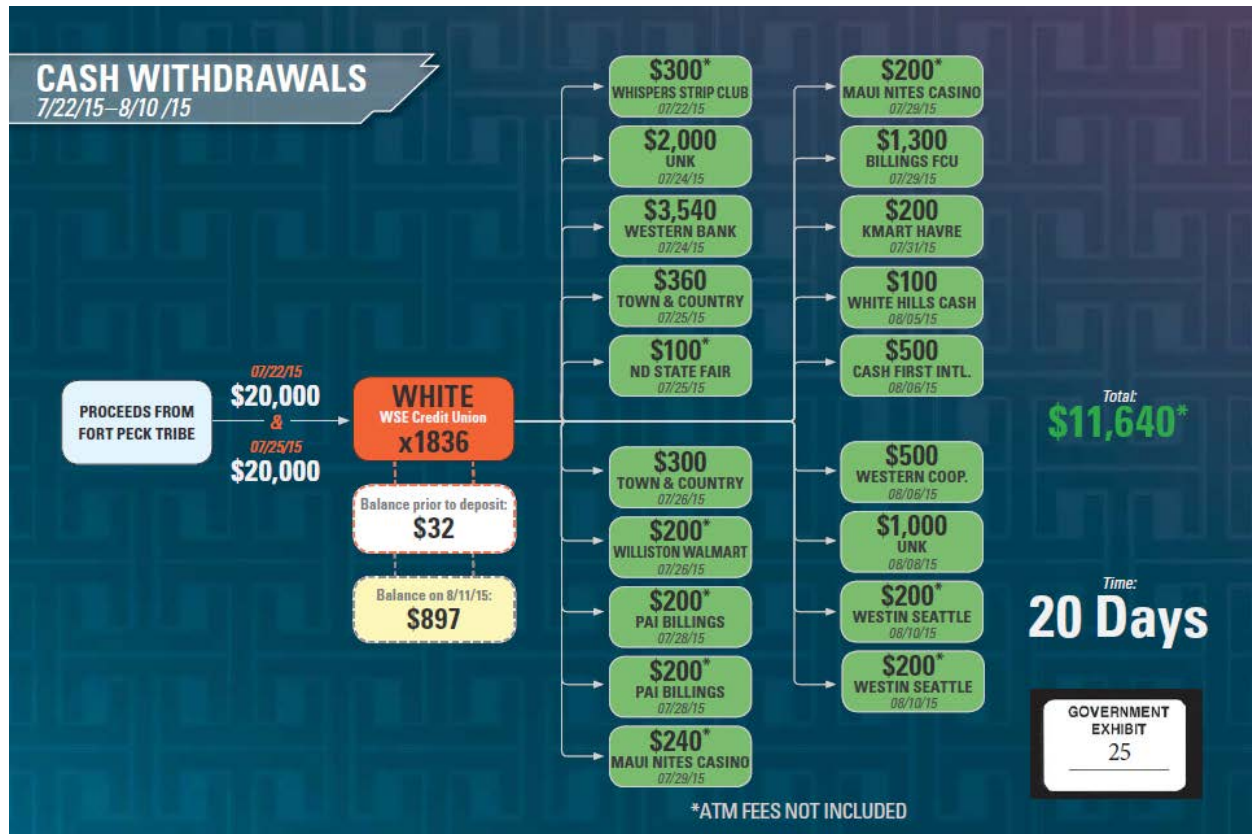 CASH WITHDRAWALS
7/22/15–8/10 /15
PROCEEDS FROM
FORT PECK TRIBE
07/22/15
$20,000
&
07/25/15
$20,000
WHITE
WSE Credit Union
x1836
Balance prior to deposit:
$32
Balance on 8/11/15:
$897
$300*
WHISPERS STRIP CLUB
07/22/15
$2,000
UNK
07/24/15
$3,540
WESTERN BANK
07/24/15
$360
TOWN & COUNTRY
07/25/15
$100*
ND STATE FAIR
07/25/15
$300
TOWN & COUNTRY
07/26/15
$200*
WILLISTON WALMART
07/26/15
$200*
PAI BILLINGS
07/28/15
$200*
PAI BILLINGS
07/28/15
$240*
MAUI NITES CASINO
07/29/15
$200*
MAUI NITES CASINO
07/29/15
$1,300
BILLINGS FCU
07/29/15
$200
KMART HAVRE
07/31/15
$100
WHITE HILLS CASH
08/05/15
$500
CASH FIRST INTL.
08/06/15
$500
WESTERN COOP.
08/06/15
$1,000
UNK
08/08/15
$200*
WESTIN SEATTLE
08/10/15
$200*
WESTIN SEATTLE
08/10/15
Total:
$11,640*
Time:
20 Days
GOVERNMENT
EXHIBIT
25
*ATM FEES NOT INCLUDED